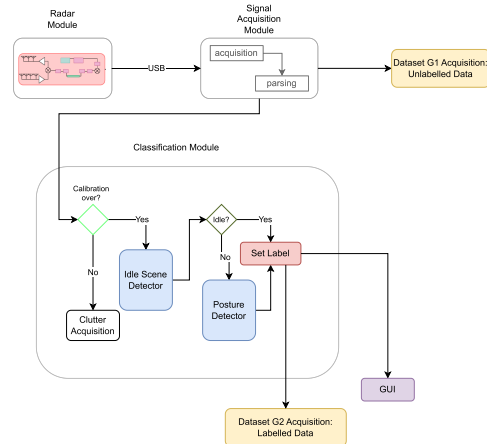 Radar
Module
Signal
Acquisition
Module
acquisition
parsing
USB
Dataset G1 Acquisition:
Unlabelled Data
Classification Module
Calibration
over?
Yes
No
Idle Scene
Detector
Clutter
Acquisition
Idle?
Yes
No
Set Label
Posture
Detector
GUI
Dataset G2 Acquisition:
Labelled Data